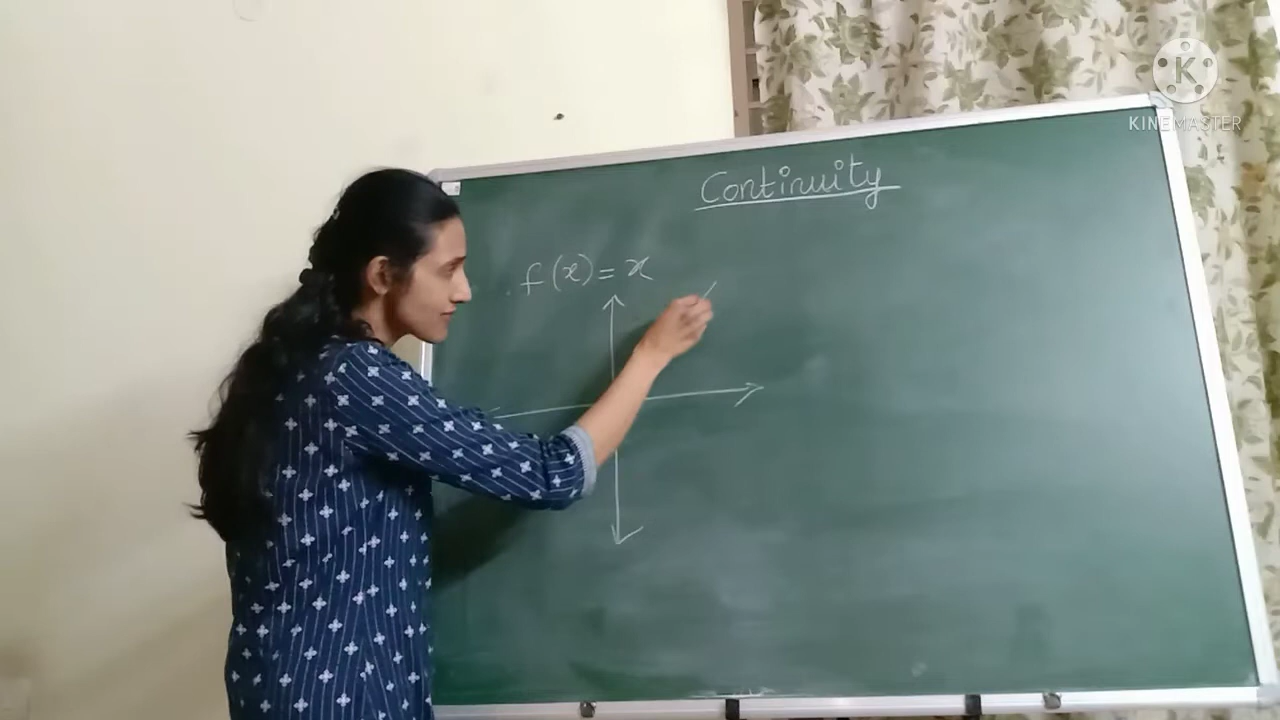 Continuity
f(x) = x
K
KINEMASTER